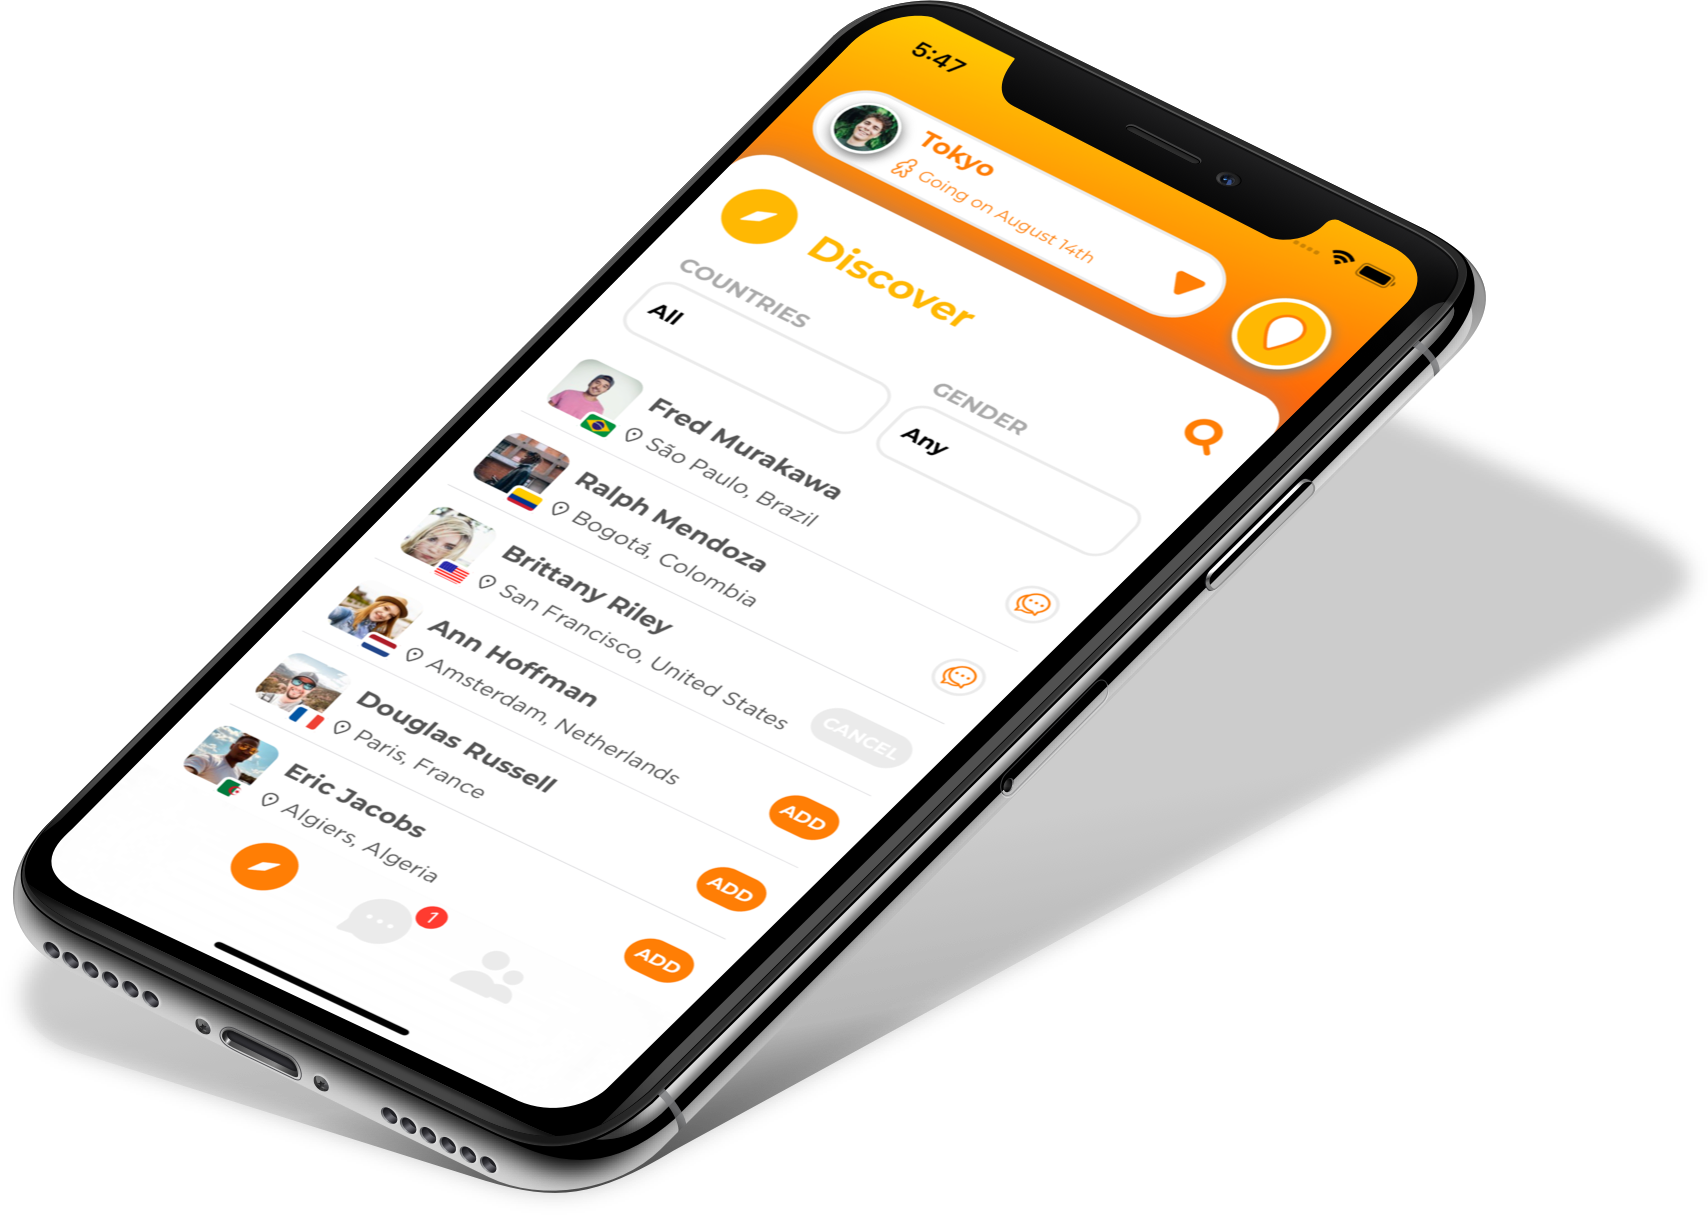 5:47
Tokyo
Going on August 14th
Discover
COUNTRIES
All
GENDER
Any
Fred Murakawa
São Paulo, Brazil
Ralph Mendoza
Bogotá, Colombia
Brittany Riley
San Francisco, United States
CANCEL
Ann Hoffman
Amsterdam, Netherlands
ADD
Douglas Russell
Paris, France
ADD
Eric Jacobs
Algiers, Algeria
ADD
1